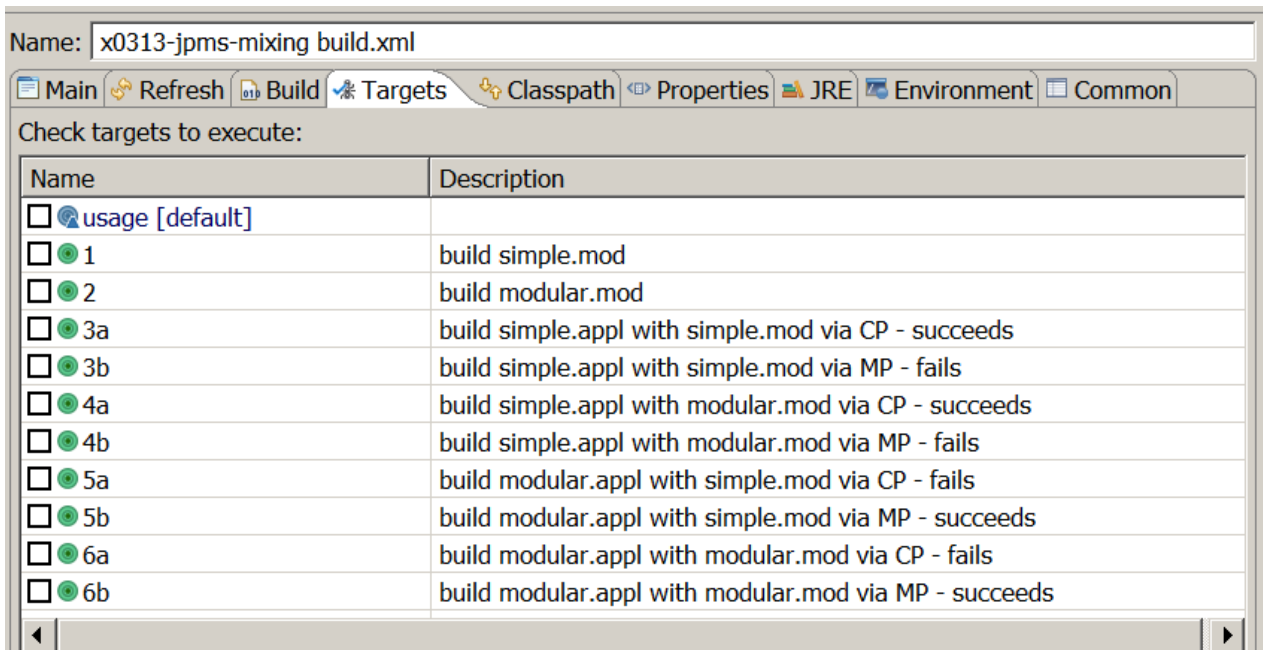 Name: x0313-jpms-mixing build.xml
Main Refresh Build Targets Classpath Properties JRE Environment Common
Check targets to execute:
Name Description
usage [default]
1 build simple.mod
2 build modular.mod
3a build simple.appl with simple.mod via CP - succeeds
3b build simple.appl with simple.mod via MP - fails
4a build simple.appl with modular.mod via CP - succeeds
4b build simple.appl with modular.mod via MP - fails
5a build modular.appl with simple.mod via CP - fails
5b build modular.appl with simple.mod via MP - succeeds
6a build modular.appl with modular.mod via CP - fails
6b build modular.appl with modular.mod via MP - succeeds